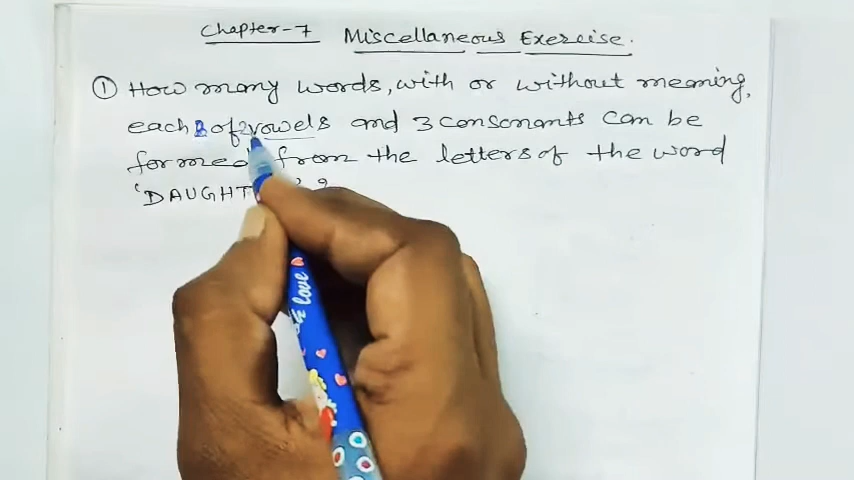 Chapter-7 Miscellaneous Exercise.
① How many words, with or without meaning,
each of 2 vowels and 3 consonants can be
formed from the letters of the word
'DAUGHT ' ?
love